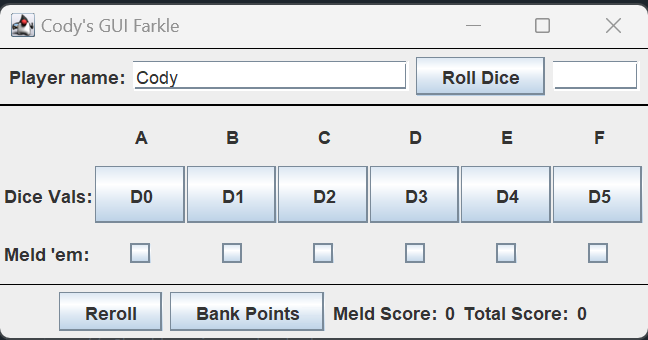 Cody's GUI Farkle
Player name: Cody Roll Dice
A B C D E F
Dice Vals: D0 D1 D2 D3 D4 D5
Meld 'em:
Reroll Bank Points Meld Score: 0 Total Score: 0